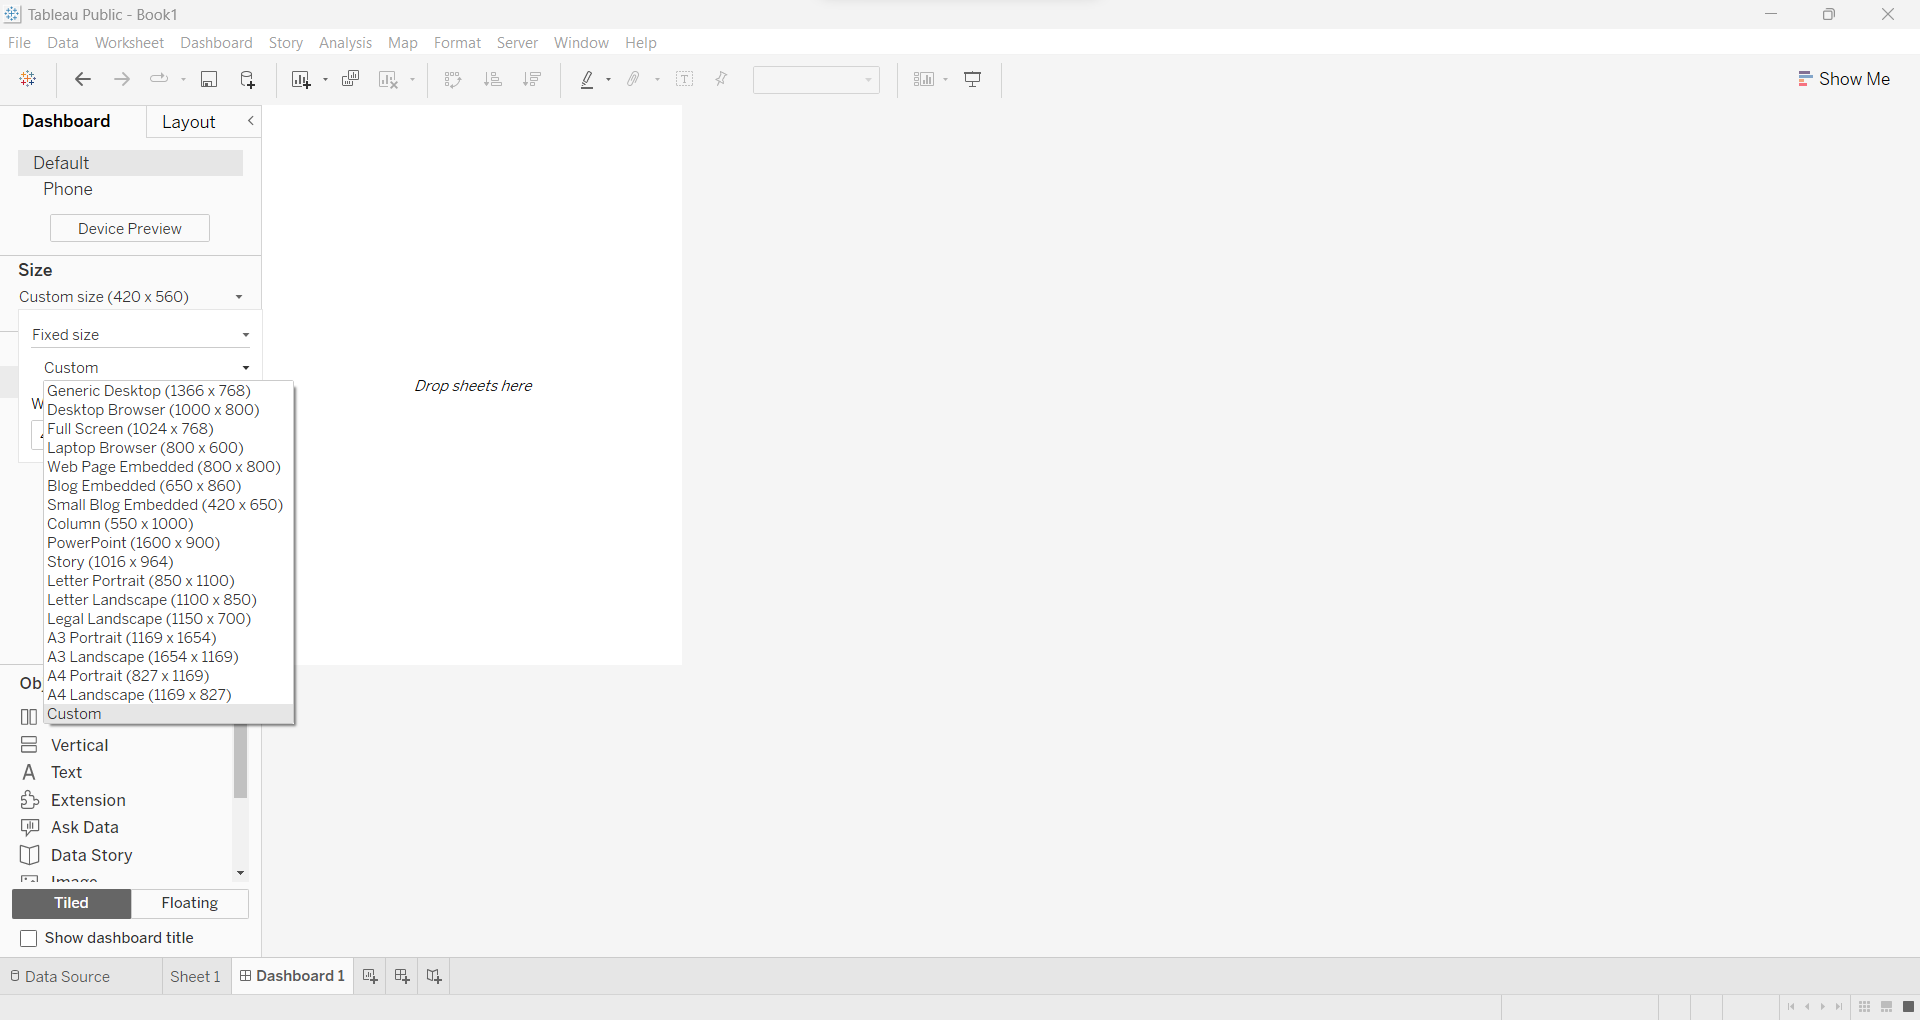 Tableau Public - Book1
File Data Worksheet Dashboard Story Analysis Map Format Server Window Help
Show Me
Dashboard Layout
Default
Phone
Device Preview
Size
Custom size (420 x 560)
Fixed size
Custom
Generic Desktop (1366 x 768)
Desktop Browser (1000 x 800)
Full Screen (1024 x 768)
Laptop Browser (800 x 600)
Web Page Embedded (800 x 800)
Blog Embedded (650 x 860)
Small Blog Embedded (420 x 650)
Column (550 x 1000)
PowerPoint (1600 x 900)
Story (1016 x 964)
Letter Portrait (850 x 1100)
Letter Landscape (1100 x 850)
Legal Landscape (1150 x 700)
A3 Portrait (1169 x 1654)
A3 Landscape (1654 x 1169)
A4 Portrait (827 x 1169)
A4 Landscape (1169 x 827)
Custom
Drop sheets here
Vertical
Text
Extension
Ask Data
Data Story
Image
Tiled Floating
Show dashboard title
Data Source Sheet 1 Dashboard 1